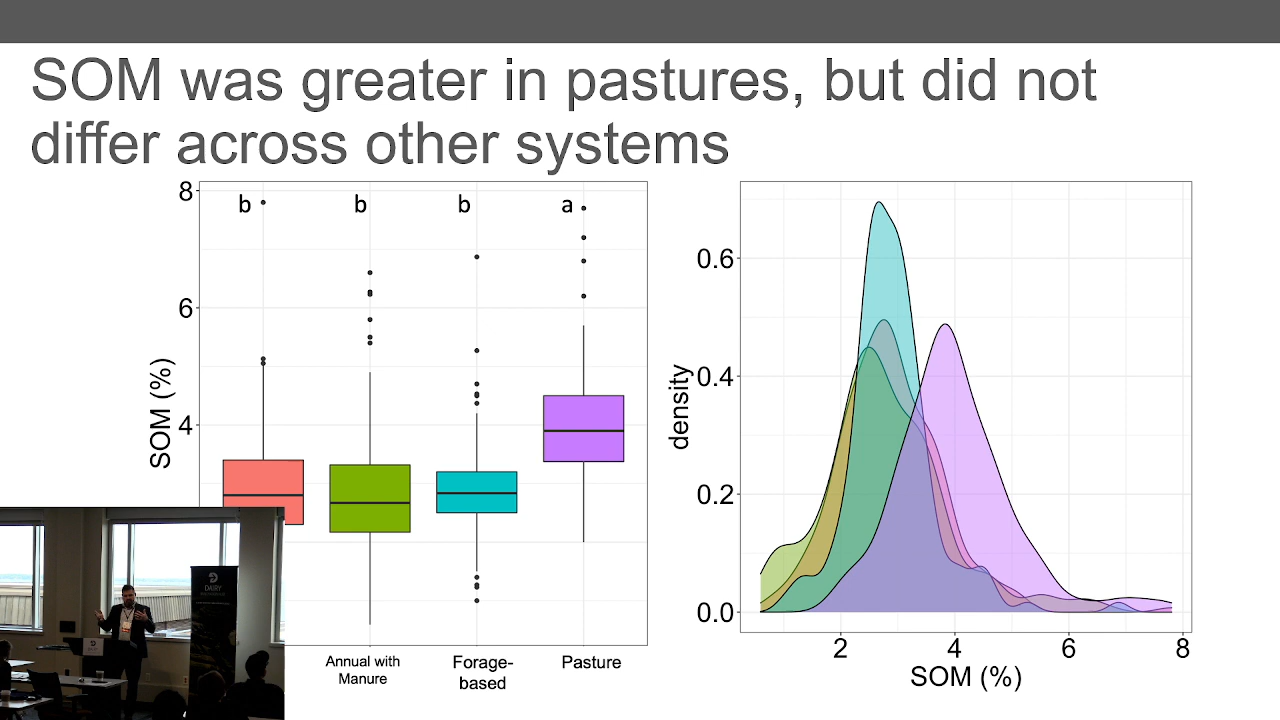 SOM was greater in pastures, but did not
differ across other systems
8
6
4
SOM (%)
b
b
b
a
Annual with
Manure
Forage-
based
Pasture
0.6
0.4
0.2
0.0
density
2
4
6
8
SOM (%)
DAIRY